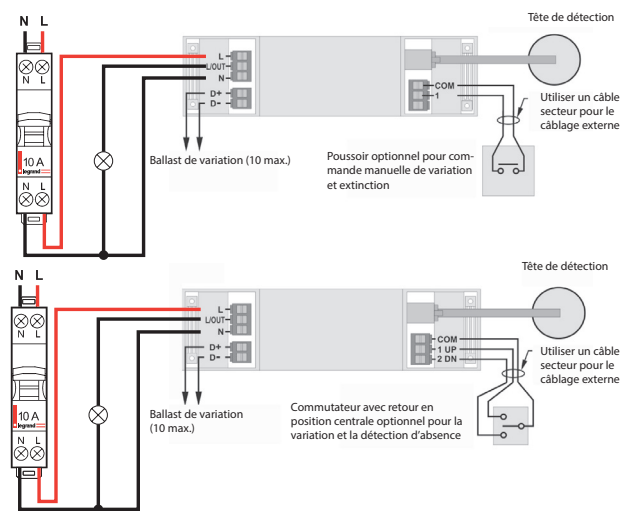 N L
Tête de détection
N L
L
L/OUT
N
D+
D-
COM
1
Utiliser un câble
secteur pour le
câblage externe
Ballast de variation (10 max.)
Poussoir optionnel pour com-
mande manuelle de variation
et extinction
10 A
legrand
N L
N L
Tête de détection
N L
L
L/OUT
N
D+
D-
COM
1 UP
2 DN
Utiliser un câble
secteur pour le
câblage externe
Ballast de variation
(10 max.)
Commutateur avec retour en
position centrale optionnel pour la
variation et la détection d'absence
10 A
legrand
N L